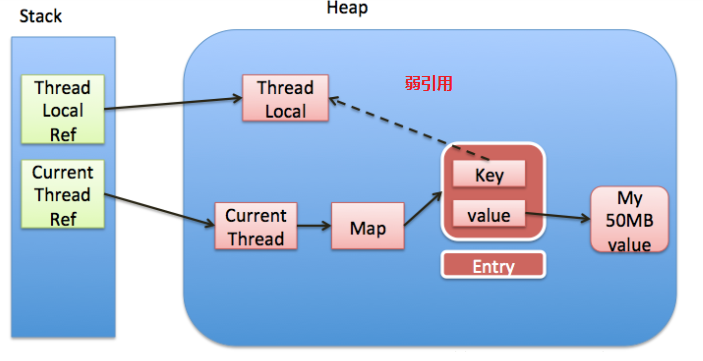 Stack
Heap
Thread
Local
Ref
Current
Thread
Ref
Thread
Local
弱引用
Current
Thread
Map
Key
value
Entry
My
50MB
value